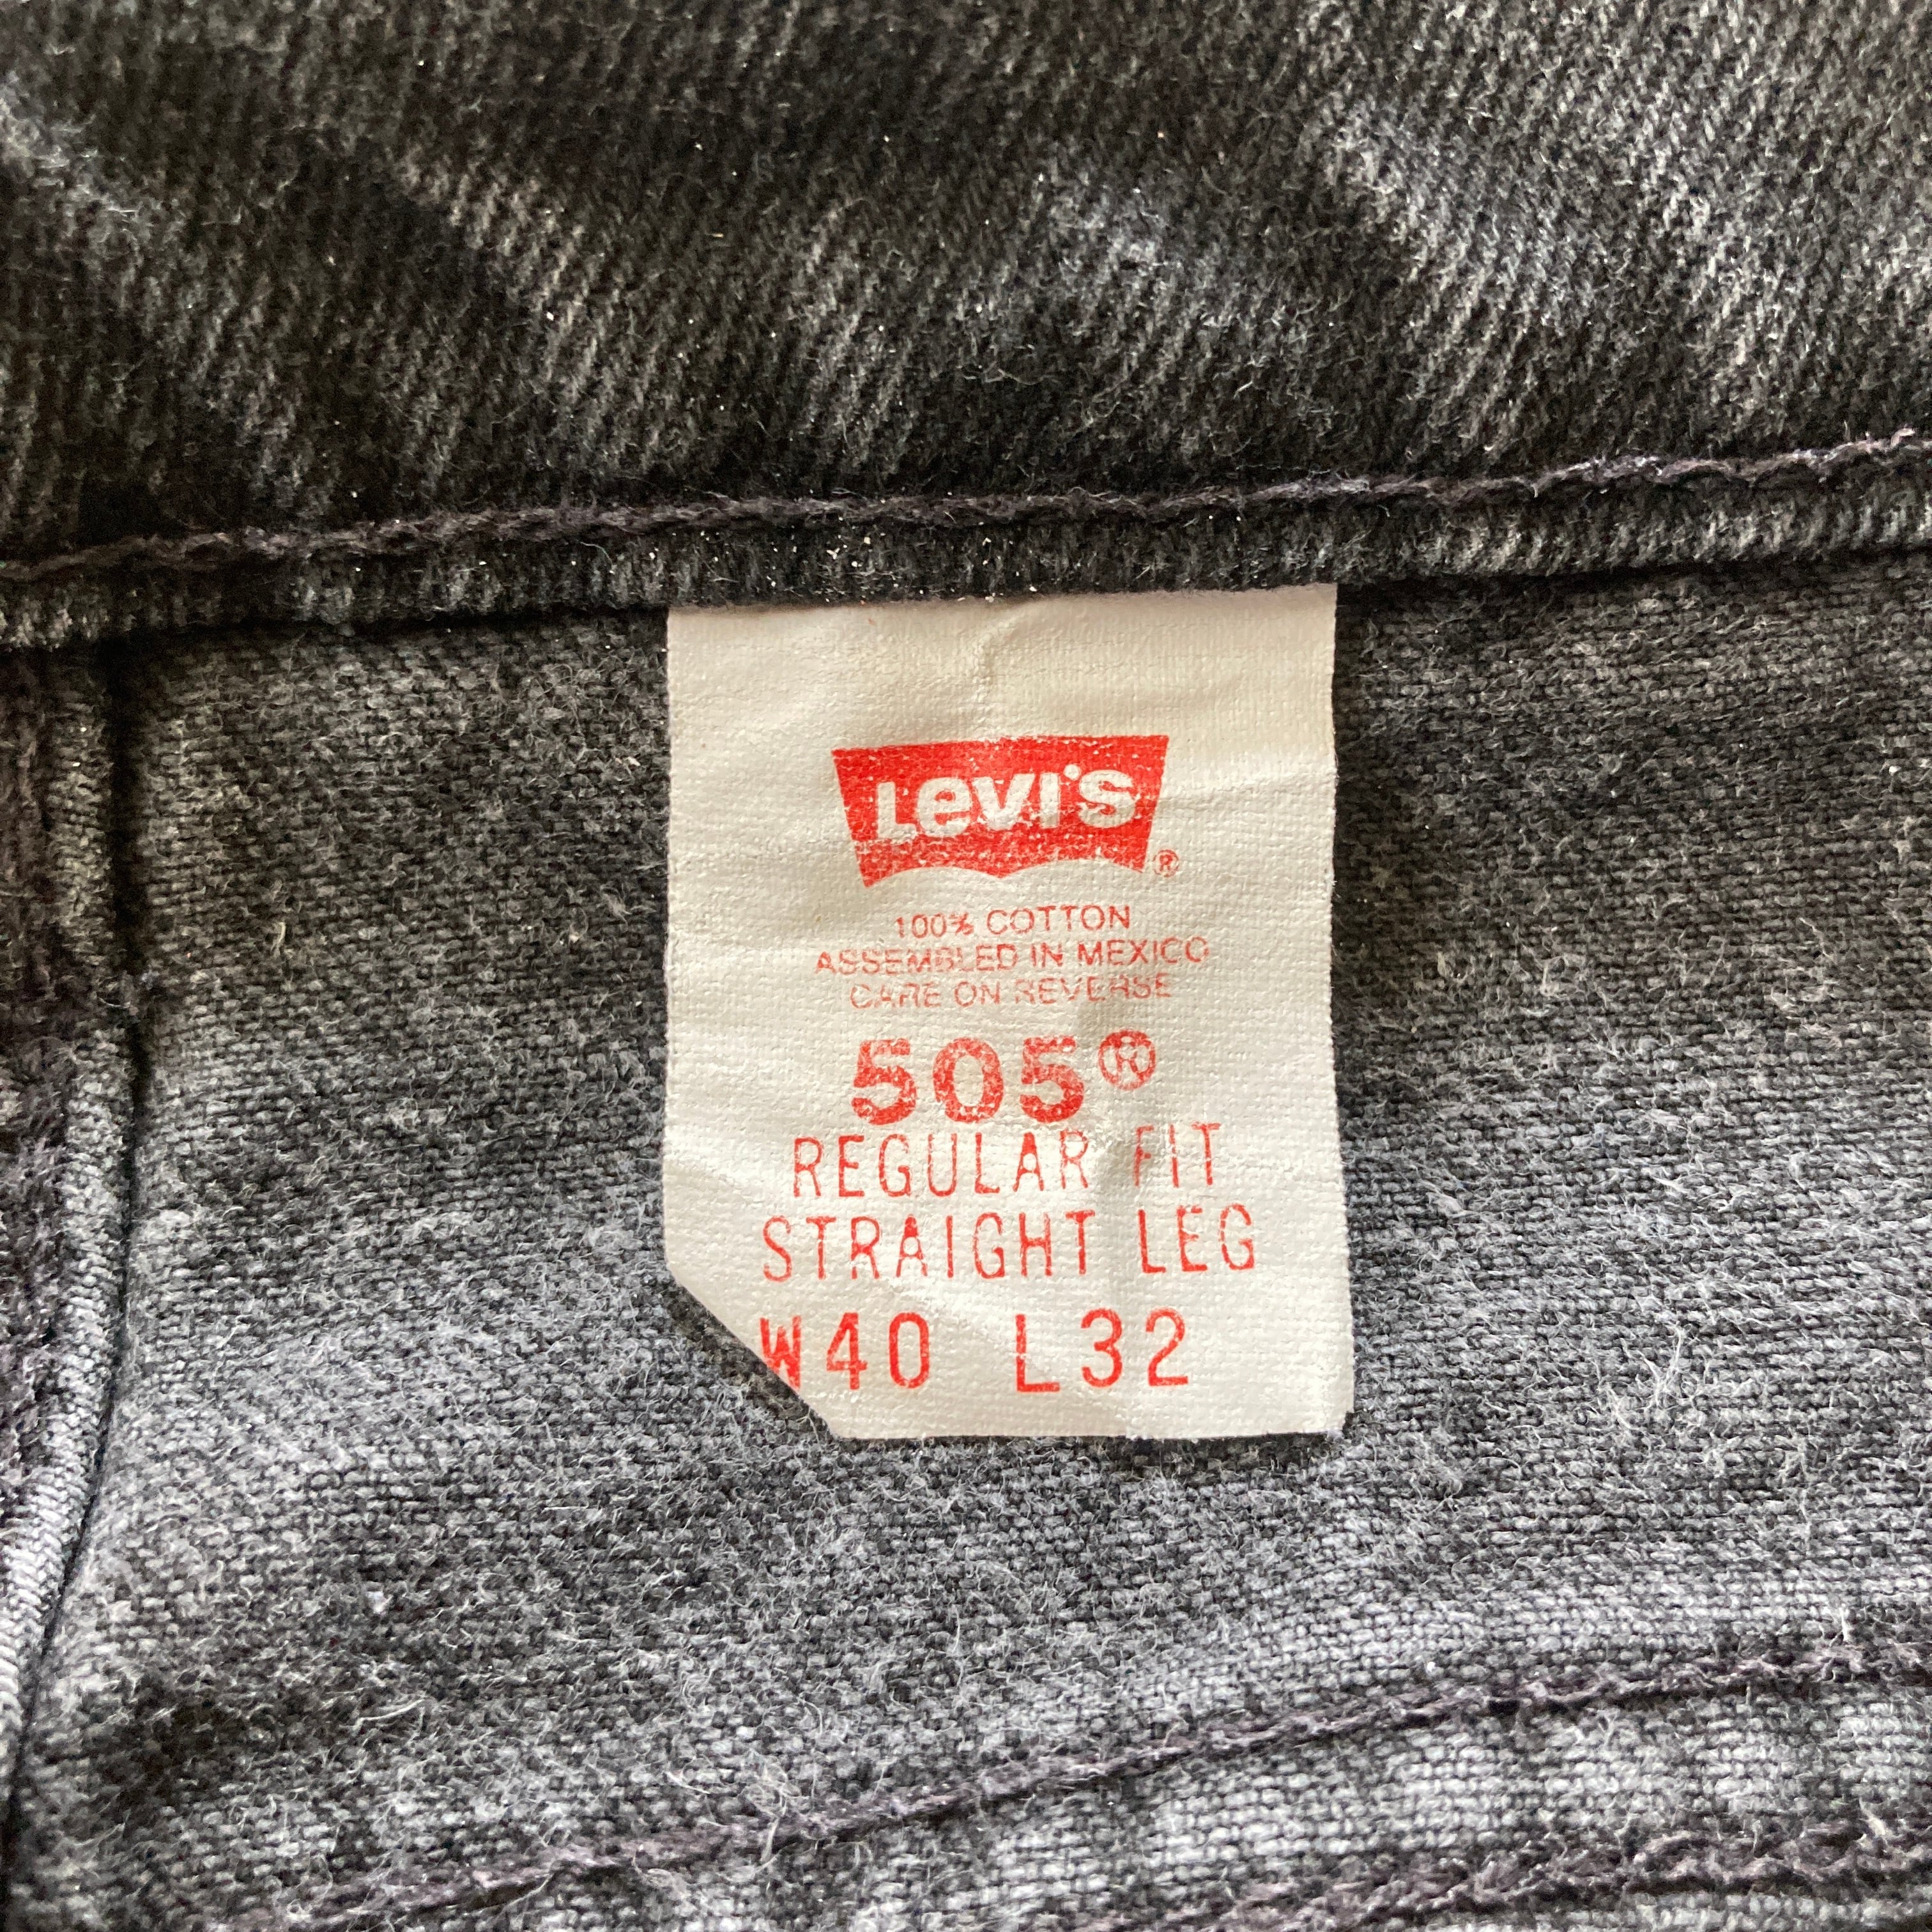 Levi's ®
100% COTTON
ASSEMBLED IN MEXICO
CARE ON REVERSE
505®
REGULAR FIT
STRAIGHT LEG
W40 L32